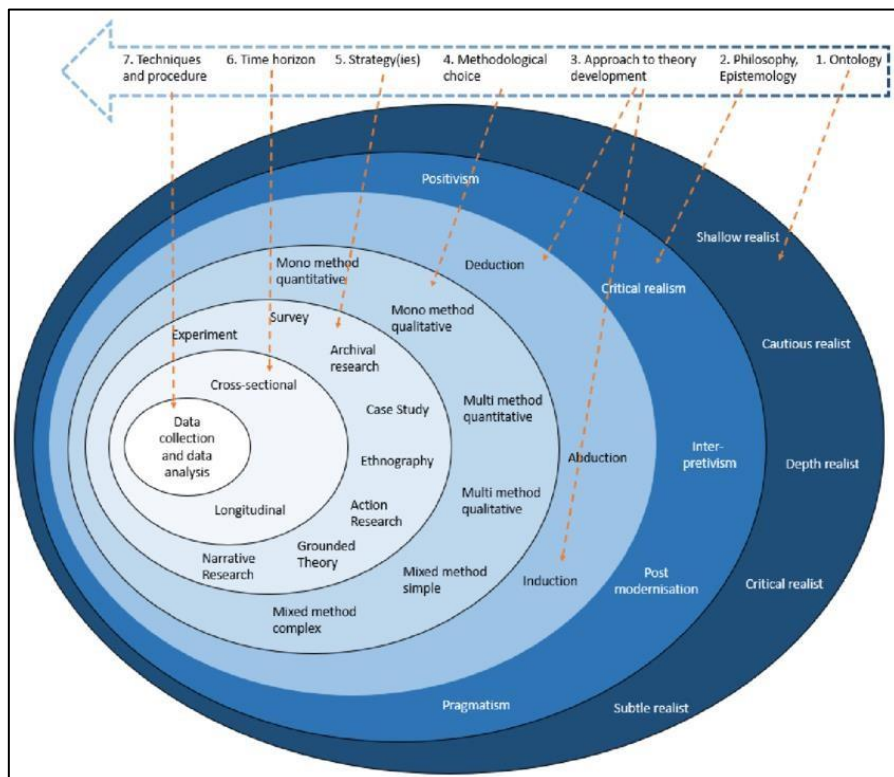 7. Techniques
and procedure
6. Time horizon
5. Strategy(ies)
4. Methodological
choice
3. Approach to theory
development
2. Philosophy,
Epistemology
1. Ontology
Positivism
Shallow realist
Mono method
quantitative
Deduction
Critical realism
Mono method
qualitative
Survey
Experiment
Archival
research
Cautious realist
Cross-sectional
Case Study
Multi method
quantitative
Data
collection
and data
analysis
Ethnography
Abduction
Inter-
pretivism
Depth realist
Multi method
qualitative
Longitudinal
Action
Research
Grounded
Theory
Narrative
Research
Mixed method
simple
Induction
Post
modernisation
Critical realist
Mixed method
complex
Pragmatism
Subtle realist